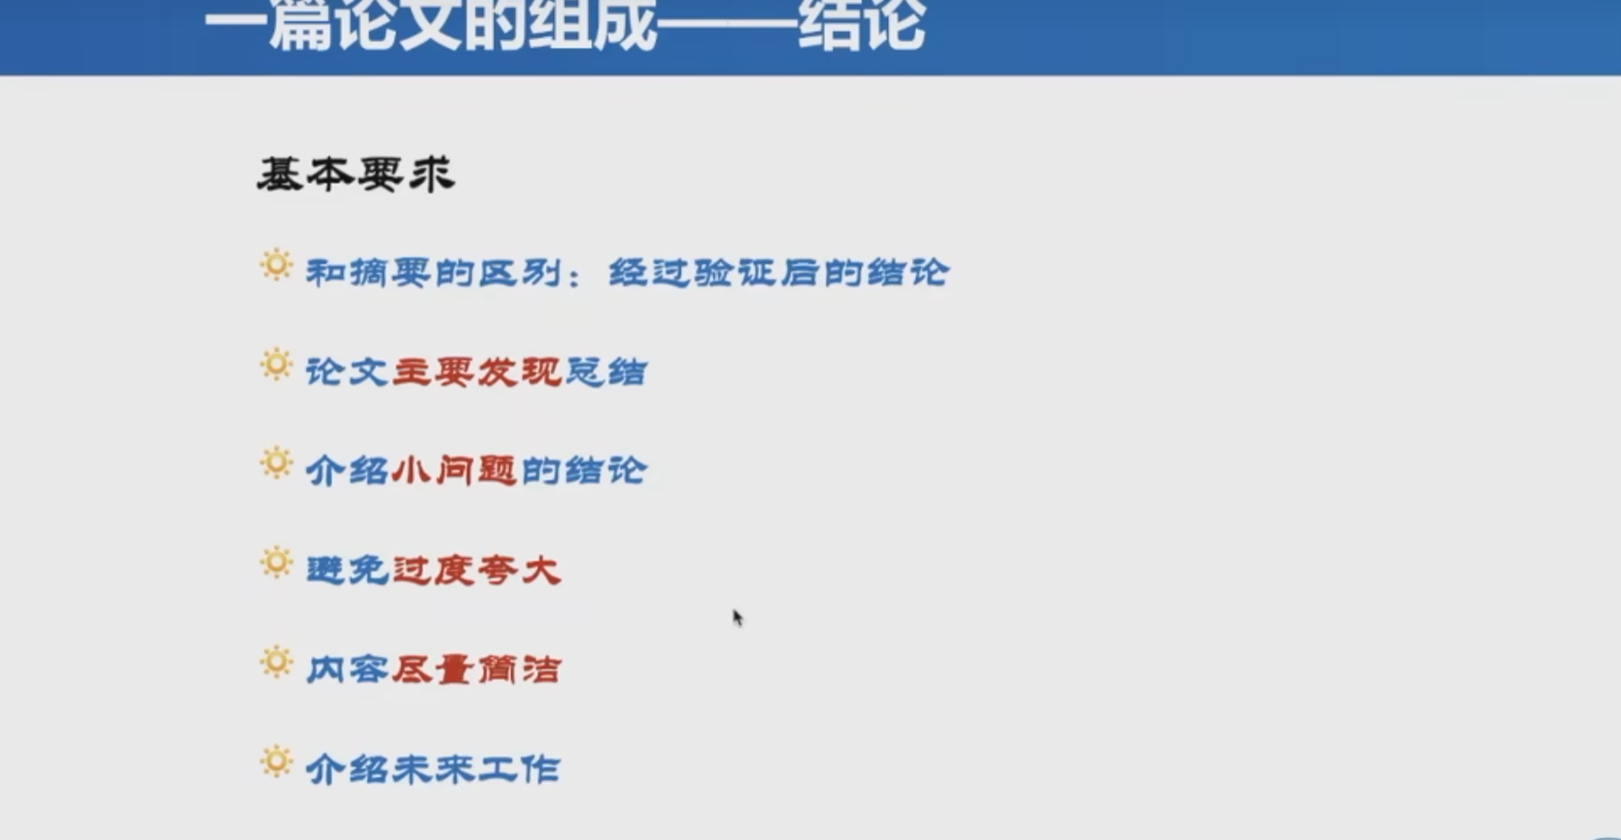 一篇论文的组成——结论
基本要求
和摘要的区别：经过验证后的结论
论文主要发现总结
介绍小问题的结论
避免过度夸大
内容尽量简洁
介绍未来工作